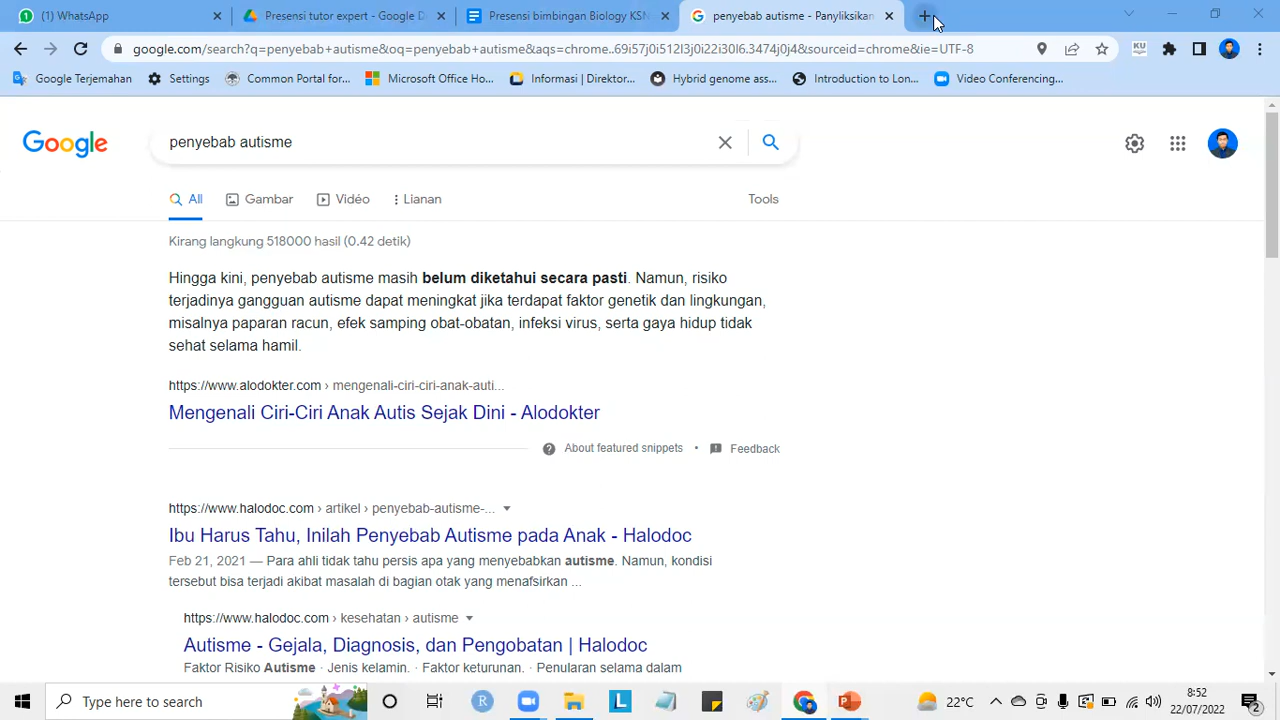 (1) WhatsApp
Presensi tutor expert - Google D
Presensi bimbingan Biology KSN
penyebab autisme - Panyliksikan
google.com/search?q=penyebab+autisme&oq=penyebab+autisme&aqs=chrome..69i57j0i512l3j0i22i30l6.3474j0j4&sourceid=chrome&ie=UTF-8
KU
Google Terjemahan
Settings
Common Portal for...
Microsoft Office Ho...
Informasi | Direktor...
Hybrid genome ass...
Introduction to Lon...
Video Conferencing...
Google
penyebab autisme
All
Gambar
Vidéo
Lianan
Tools
Kirang langkung 518000 hasil (0.42 detik)
Hingga kini, penyebab autisme masih belum diketahui secara pasti. Namun, risiko
terjadinya gangguan autisme dapat meningkat jika terdapat faktor genetik dan lingkungan,
misalnya paparan racun, efek samping obat-obatan, infeksi virus, serta gaya hidup tidak
sehat selama hamil.
https://www.alodokter.com › mengenali-ciri-ciri-anak-auti...
Mengenali Ciri-Ciri Anak Autis Sejak Dini - Alodokter
About featured snippets • Feedback
https://www.halodoc.com › artikel › penyebab-autisme-...
Ibu Harus Tahu, Inilah Penyebab Autisme pada Anak - Halodoc
Feb 21, 2021 — Para ahli tidak tahu persis apa yang menyebabkan autisme. Namun, kondisi
tersebut bisa terjadi akibat masalah di bagian otak yang menafsirkan ...
https://www.halodoc.com › kesehatan › autisme
Autisme - Gejala, Diagnosis, dan Pengobatan | Halodoc
Faktor Risiko Autisme · Jenis kelamin. · Faktor keturunan. · Penularan selama dalam
Type here to search
R
L
22°C
8:52
22/07/2022
2